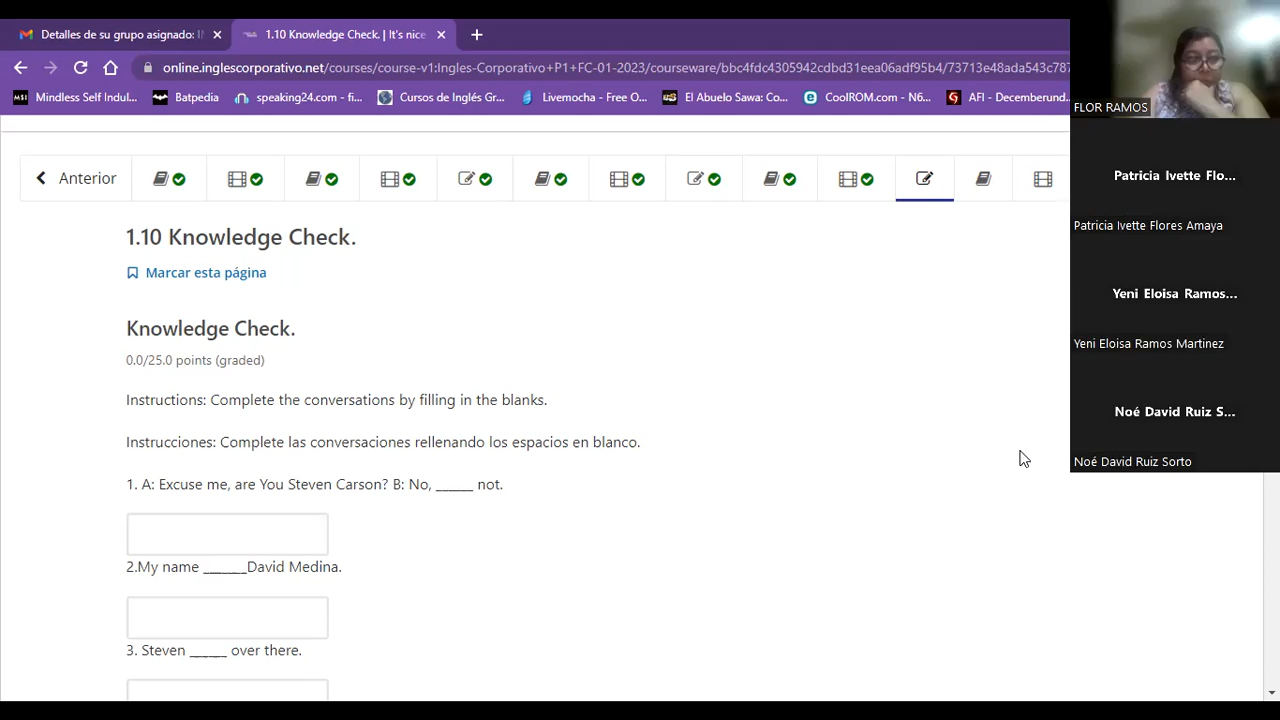 Detalles de su grupo asignado: I
1.10 Knowledge Check. | It's nice
online.inglescorporativo.net/courses/course-v1:Ingles-Corporativo+P1+FC-01-2023/courseware/bbc4fdc4305942cdbd31eea06adf95b4/73713e48ada543c787
Mindless Self Indul...
Batpedia
speaking24.com - fi...
Cursos de Inglés Gr...
Livemocha - Free O...
El Abuelo Sawa: Co...
CoolROM.com - N6...
AFI - Decemberund...
Anterior
1.10 Knowledge Check.
Marcar esta página
Knowledge Check.
0.0/25.0 points (graded)
Instructions: Complete the conversations by filling in the blanks.
Instrucciones: Complete las conversaciones rellenando los espacios en blanco.
1. A: Excuse me, are You Steven Carson? B: No, ______ not.
2.My name _______David Medina.
3. Steven ______ over there.
FLOR RAMOS
Patricia Ivette Flo...
Patricia Ivette Flores Amaya
Yeni Eloisa Ramos...
Yeni Eloisa Ramos Martinez
Noé David Ruiz S...
Noé David Ruiz Sorto